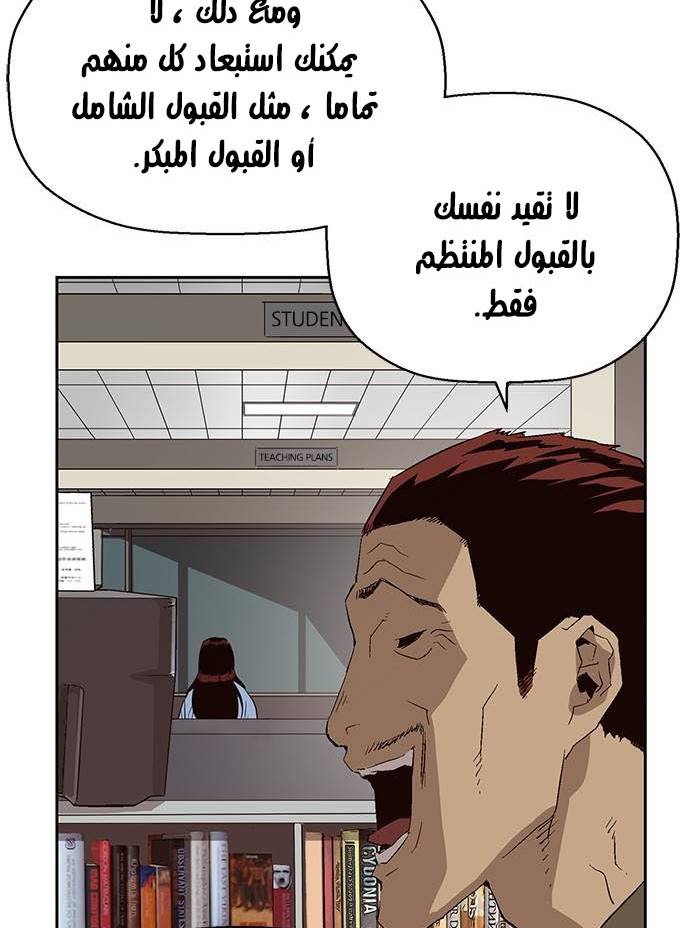 ومع ذلك ، لا
يمكنك استبعاد كل منهم
تماما ، مثل القبول الشامل
أو القبول المبكر.
لا تقيد نفسك
بالقبول المنتظم
فقط.
STUDEN
TEACHING PLANS
CYDONIA